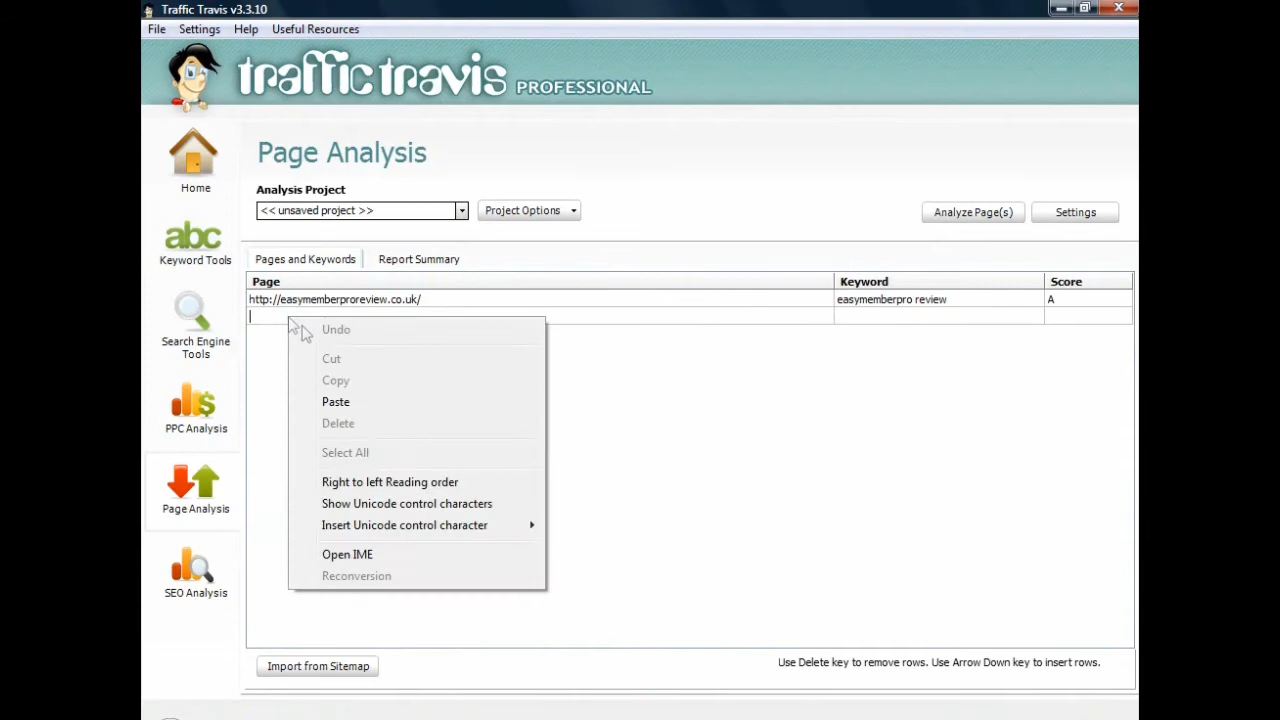 Traffic Travis v3.3.10
File Settings Help Useful Resources
traffic travis PROFESSIONAL
Page Analysis
Analysis Project
<< unsaved project >>
Project Options
Analyze Page(s)
Settings
Home
abc
Keyword Tools
Search Engine
Tools
PPC Analysis
Page Analysis
SEO Analysis
Pages and Keywords
Report Summary
Page Keyword Score
http://easymemberproreview.co.uk/ easymemberpro review A
Undo
Cut
Copy
Paste
Delete
Select All
Right to left Reading order
Show Unicode control characters
Insert Unicode control character
Open IME
Reconversion
Import from Sitemap
Use Delete key to remove rows. Use Arrow Down key to insert rows.